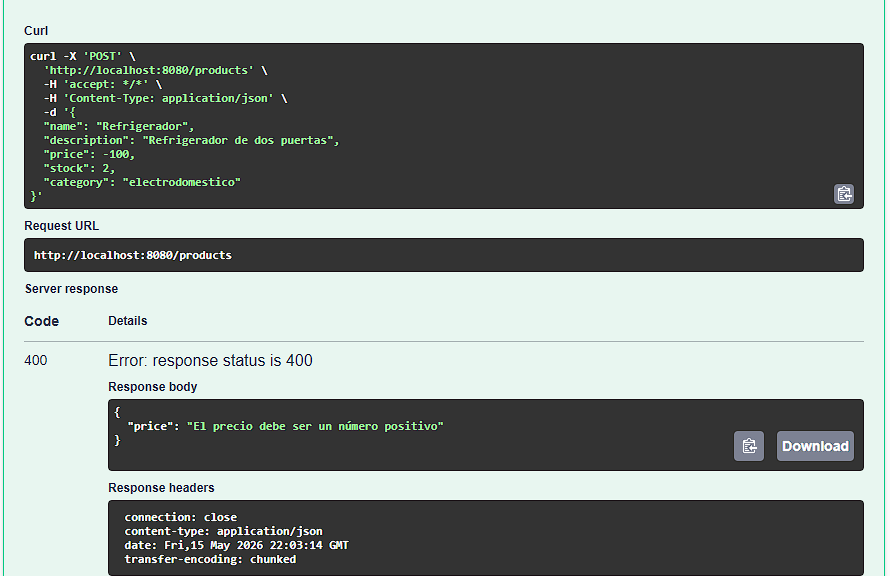 Curl
curl -X 'POST' \
'http://localhost:8080/products' \
-H 'accept: */*' \
-H 'Content-Type: application/json' \
-d '{
"name": "Refrigerador",
"description": "Refrigerador de dos puertas",
"price": -100,
"stock": 2,
"category": "electrodomestico"
}'
Request URL
http://localhost:8080/products
Server response
Code Details
400 Error: response status is 400
Response body
{
"price": "El precio debe ser un número positivo"
}
Download
Response headers
connection: close
content-type: application/json
date: Fri,15 May 2026 22:03:14 GMT
transfer-encoding: chunked